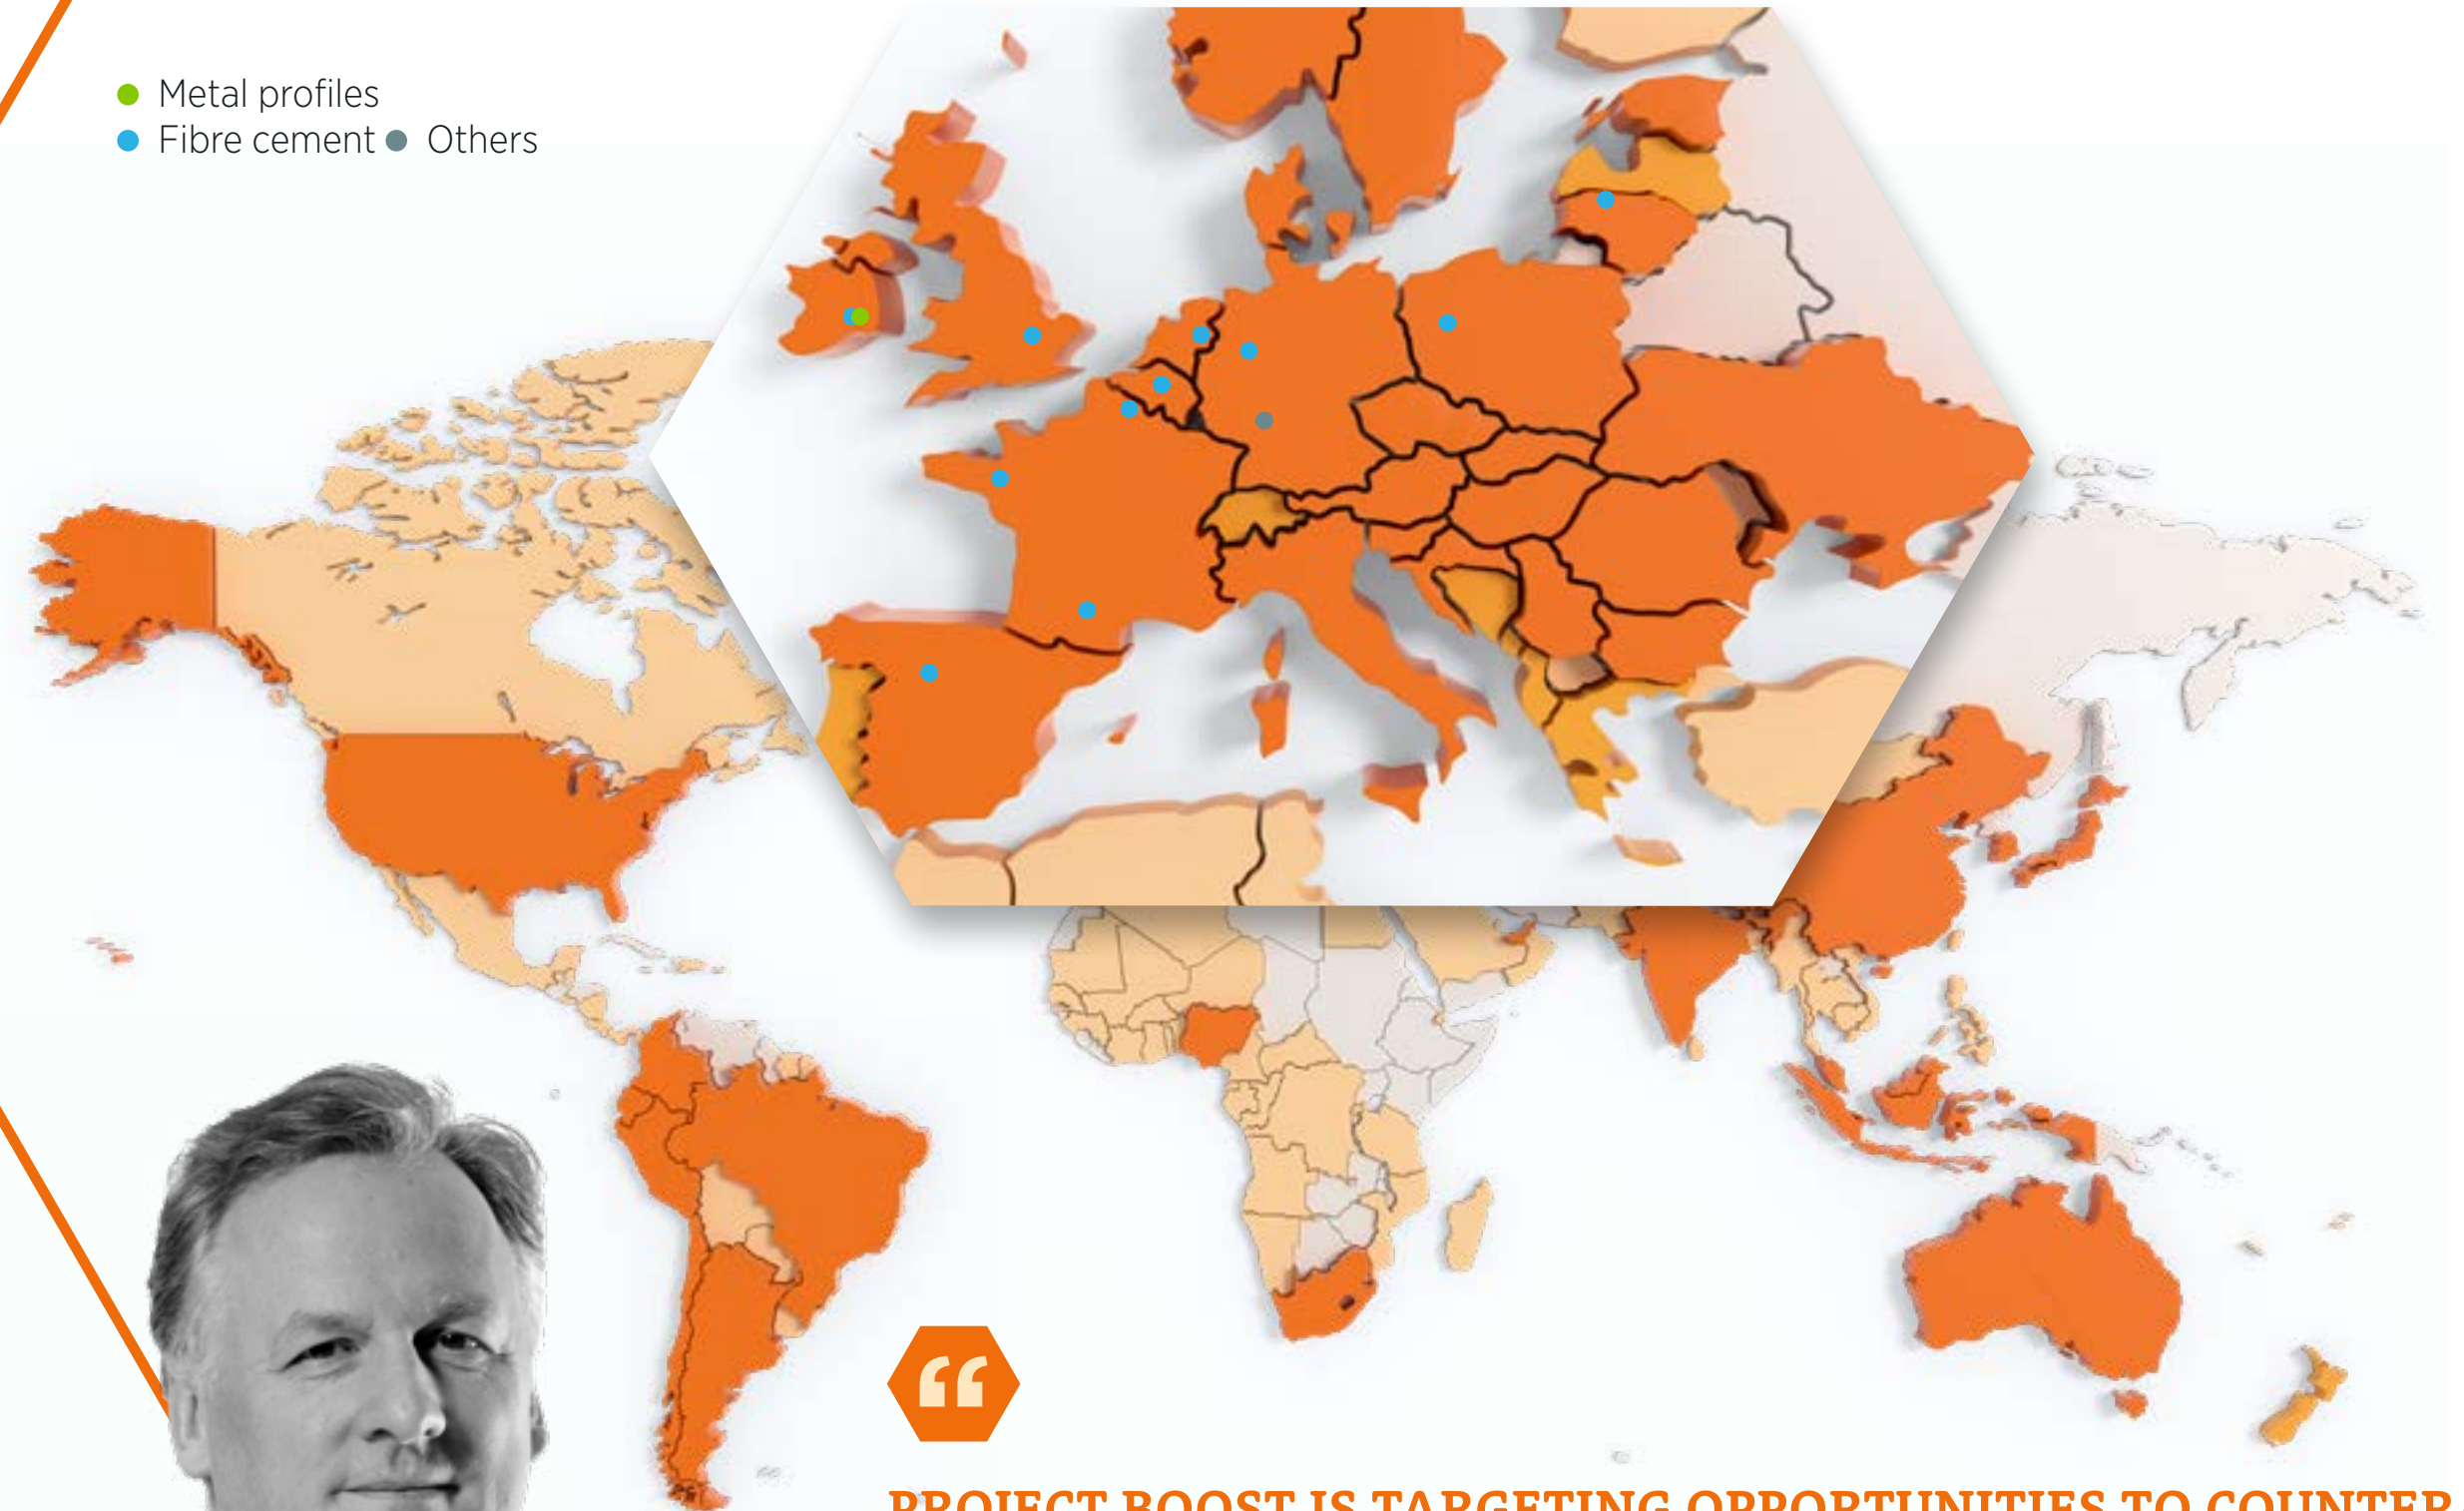 Metal profiles
Fibre cement Others
“
PROJECT BOOST IS TARGETING OPPORTUNITIES TO COUNTER